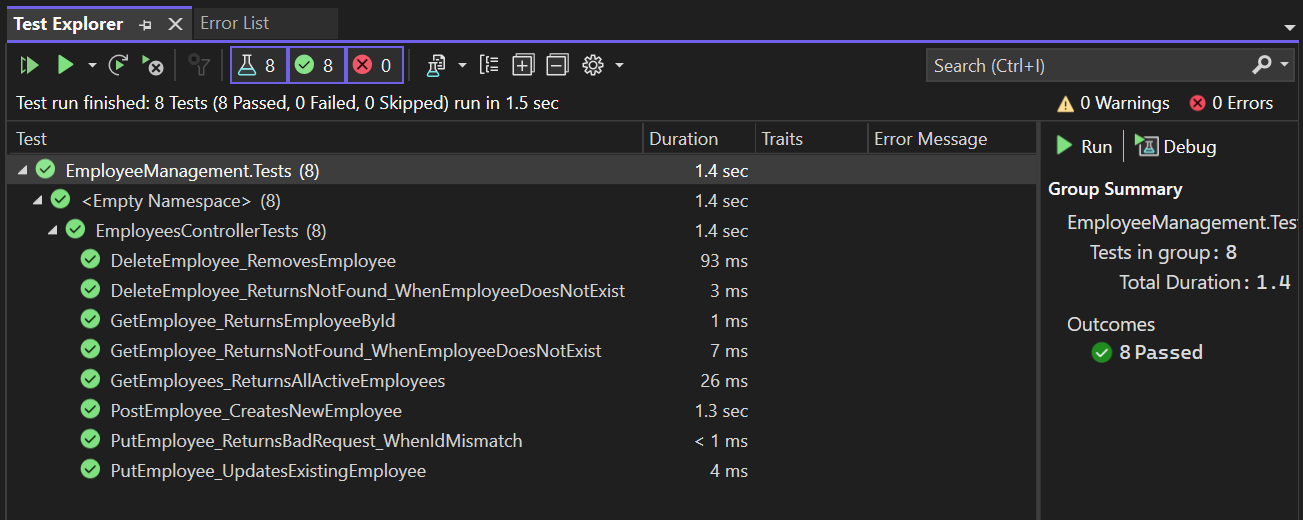 Test Explorer Error List
8 8 0 Search (Ctrl+I)
Test run finished: 8 Tests (8 Passed, 0 Failed, 0 Skipped) run in 1.5 sec 0 Warnings 0 Errors
Test Duration Traits Error Message
EmployeeManagement.Tests (8) 1.4 sec
<Empty Namespace> (8) 1.4 sec
EmployeesControllerTests (8) 1.4 sec
DeleteEmployee_RemovesEmployee 93 ms
DeleteEmployee_ReturnsNotFound_WhenEmployeeDoesNotExist 3 ms
GetEmployee_ReturnsEmployeeById 1 ms
GetEmployee_ReturnsNotFound_WhenEmployeeDoesNotExist 7 ms
GetEmployees_ReturnsAllActiveEmployees 26 ms
PostEmployee_CreatesNewEmployee 1.3 sec
PutEmployee_ReturnsBadRequest_WhenIdMismatch < 1 ms
PutEmployee_UpdatesExistingEmployee 4 ms
Run Debug
Group Summary
EmployeeManagement.Tes
Tests in group: 8
Total Duration: 1.4
Outcomes
8 Passed